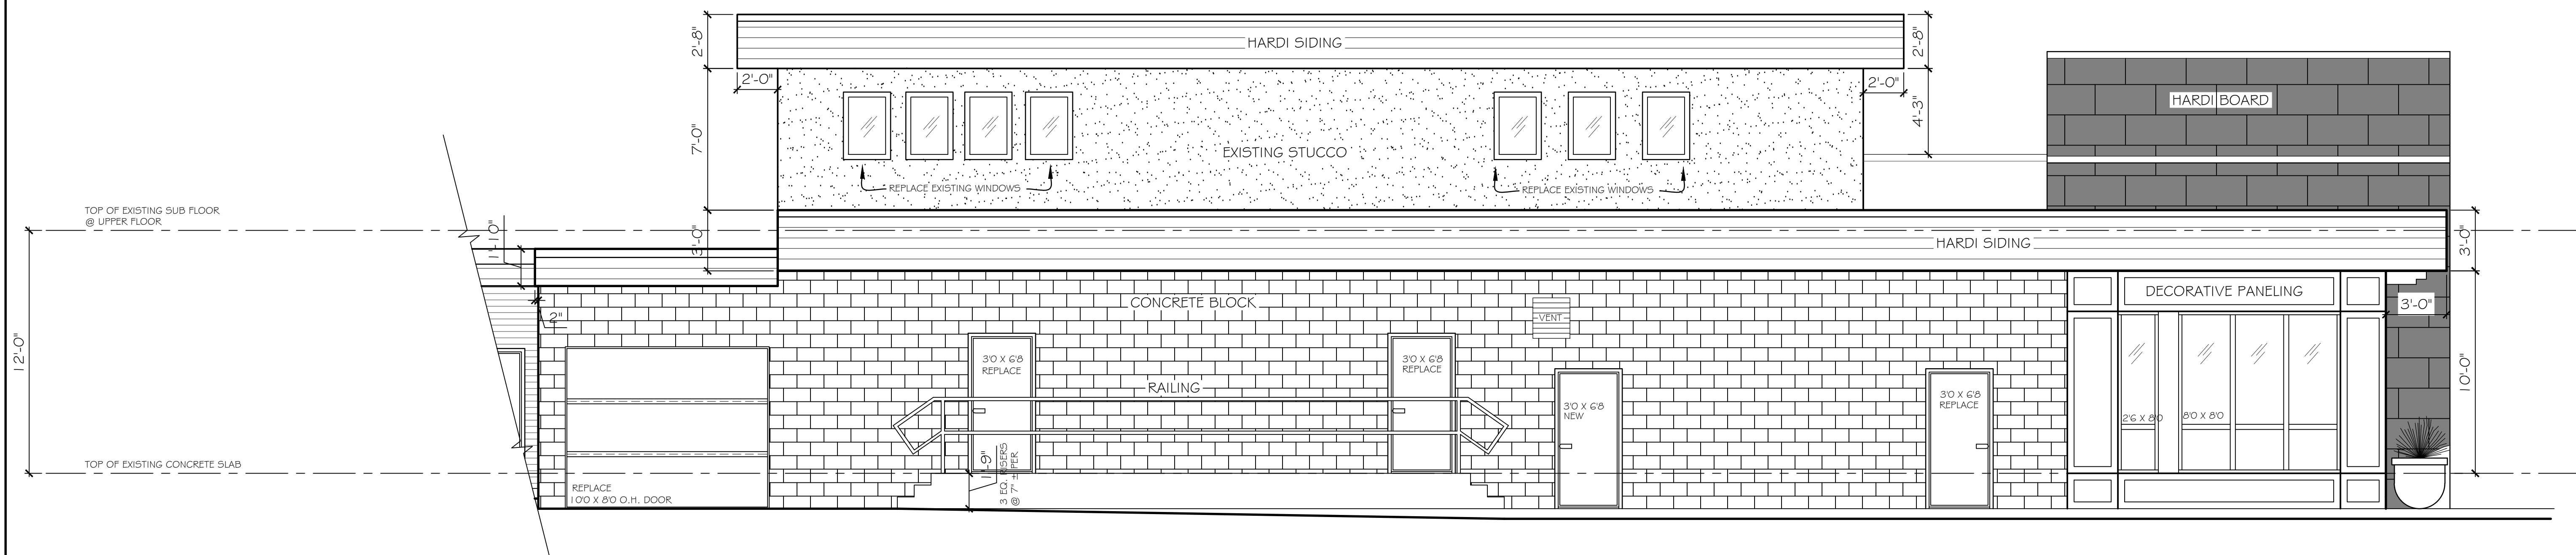 HARDI SIDING
2'-8"
2'-8"
2'-0"
2'-0"
4'-3"
HARDI BOARD
7'-0"
EXISTING STUCCO
REPLACE EXISTING WINDOWS
REPLACE EXISTING WINDOWS
TOP OF EXISTING SUB FLOOR
@ UPPER FLOOR
1'-10"
3'-0"
HARDI SIDING
3'-0"
CONCRETE BLOCK
DECORATIVE PANELING
3'-0"
2"
VENT
12'-0"
3'0 X 6'8
REPLACE
3'0 X 6'8
REPLACE
RAILING
10'-0"
3'0 X 6'8
NEW
3'0 X 6'8
REPLACE
2'6 X 8'0
8'0 X 8'0
TOP OF EXISTING CONCRETE SLAB
1'-9"
3 EQ. RISERS
@ 7" ± PER
REPLACE
10'0 X 8'0 O.H. DOOR